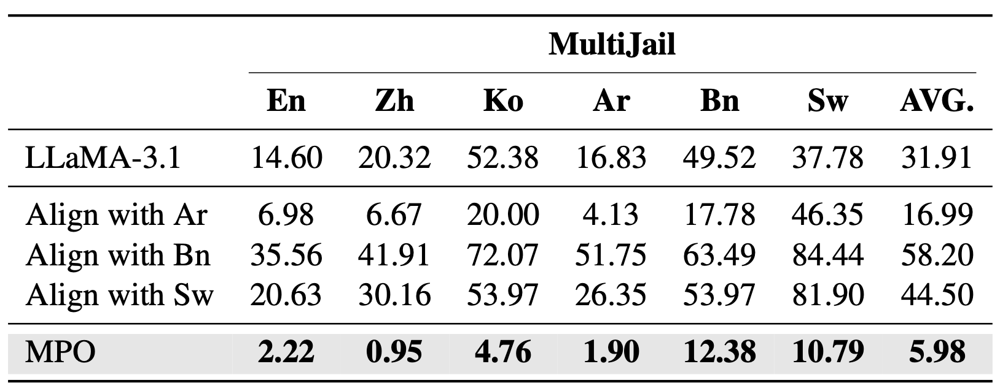 MultiJail
En Zh Ko Ar Bn Sw AVG.
LLaMA-3.1 14.60 20.32 52.38 16.83 49.52 37.78 31.91
Align with Ar 6.98 6.67 20.00 4.13 17.78 46.35 16.99
Align with Bn 35.56 41.91 72.07 51.75 63.49 84.44 58.20
Align with Sw 20.63 30.16 53.97 26.35 53.97 81.90 44.50
MPO 2.22 0.95 4.76 1.90 12.38 10.79 5.98